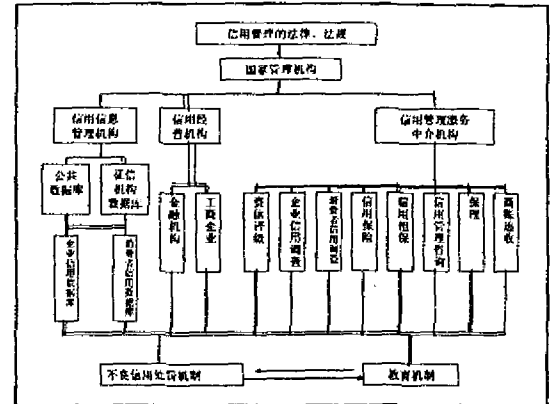 信用管理的法律、法规
国家管理机构
信用信息
管理机构
信用经
营机构
信用管理服务
中介机构
公共
数据库
征信
机构
数据库
金融机构
工商企业
资信评级
企业信用调查
消费者信用调查
信用保险
信用担保
信用管理咨询
保理
商账追收
企业信用数据库
消费者信用数据库
不良信用处罚机制
教育机制